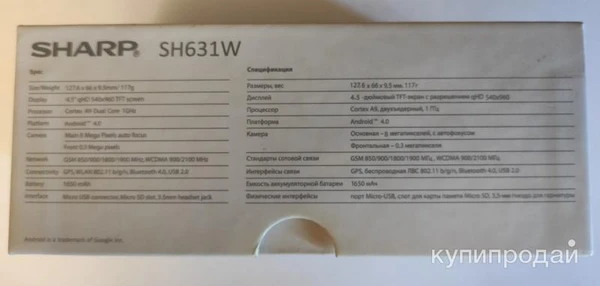 SHARP SH631W
Spec:
Size/Weight 127.6 x 66 x 9.5mm/ 117g
Display 4.5" qHD 540x960 TFT screen
Processor Cortex A9 Dual Core 1GHz
Platform Android™ 4.0
Camera Main 8 Mega Pixels auto focus
Front 0.3 Mega pixels
Network GSM 850/900/1800/1900 MHz, WCDMA 900/2100 MHz
Connectivity GPS, WLAN 802.11 b/g/n, Bluetooth 4.0, USB 2.0
Battery 1650 mAh
Interface Micro USB connector, Micro SD slot, 3.5mm headset jack
Android is a trademark of Google Inc.
Спецификация
Размеры, вес 127.6 x 66 x 9.5 мм, 117г
Дисплей 4.5 -дюймовый TFT-экран с разрешением qHD 540x960
Процессор Cortex A9, двухъядерный, 1 ГГц
Платформа Android™ 4.0
Камера Основная - 8 мегапикселей, с автофокусом
Фронтальная - 0.3 мегапикселя
Стандарты сотовой связи GSM 850/900/1800/1900 МГц, WCDMA-900/2100 МГц
Интерфейсы связи GPS, беспроводная ЛВС 802.11 b/g/n, Bluetooth 4.0, USB 2.0
Ёмкость аккумуляторной батареи 1650 мАч
Физические интерфейсы порт Micro-USB, слот для карты памяти Micro SD, 3,5-мм гнездо для гарнитуры
купипродай